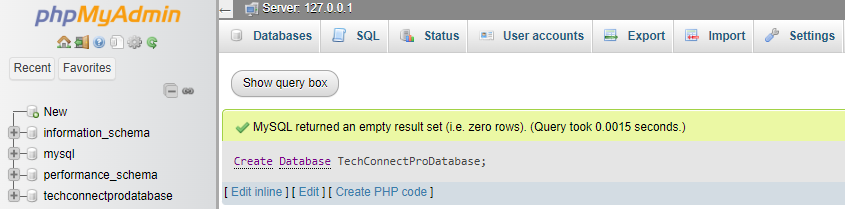 phpMyAdmin
Recent Favorites
New
information_schema
mysql
performance_schema
techconnectprodatabase
Server: 127.0.0.1
Databases SQL Status User accounts Export Import Settings
Show query box
MySQL returned an empty result set (i.e. zero rows). (Query took 0.0015 seconds.)
Create Database TechConnectProDatabase;
[ Edit inline ] [ Edit ] [ Create PHP code ]